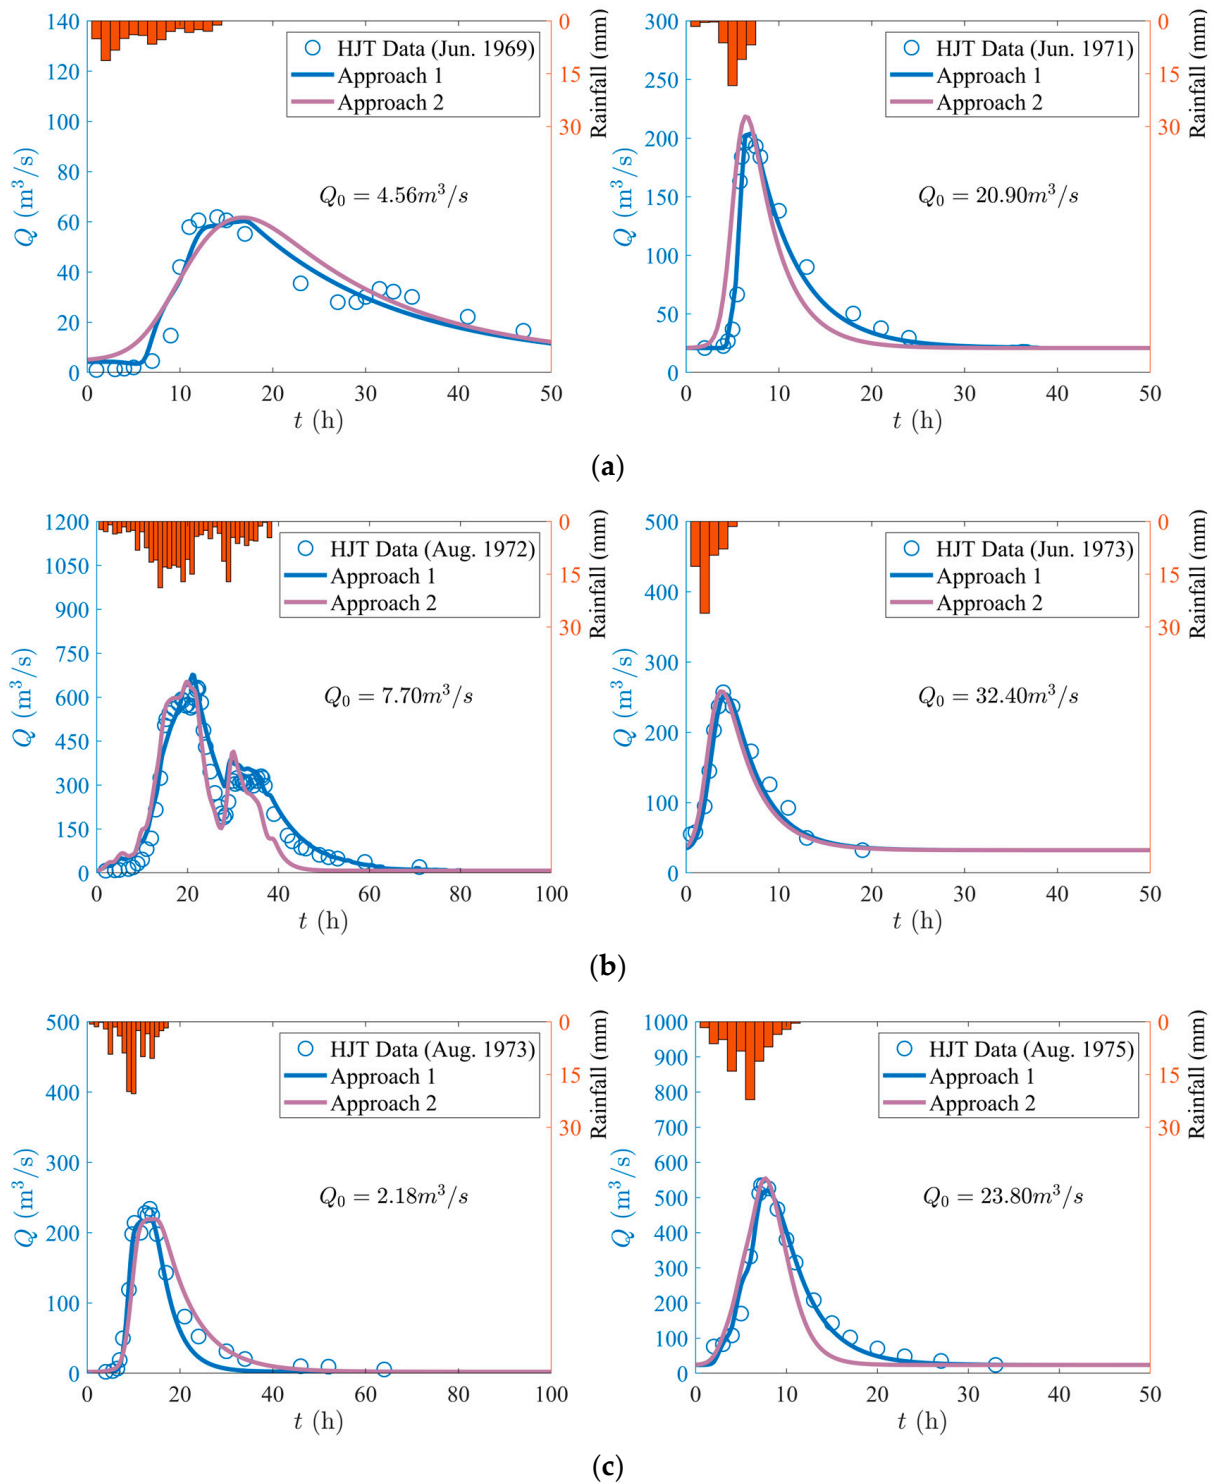 140
120
100
80
60
40
20
0
Q (m³/s)
HJT Data (Jun. 1969)
Approach 1
Approach 2
Q₀ = 4.56m³/s
0
15
30
Rainfall (mm)
0 10 20 30 40 50
t (h)
300
250
200
150
100
50
0
Q (m³/s)
HJT Data (Jun. 1971)
Approach 1
Approach 2
Q₀ = 20.90m³/s
0
15
30
Rainfall (mm)
0 10 20 30 40 50
t (h)
(a)
1200
1050
900
750
600
450
300
150
0
Q (m³/s)
HJT Data (Aug. 1972)
Approach 1
Approach 2
Q₀ = 7.70m³/s
0
15
30
Rainfall (mm)
0 20 40 60 80 100
t (h)
500
400
300
200
100
0
Q (m³/s)
HJT Data (Jun. 1973)
Approach 1
Approach 2
Q₀ = 32.40m³/s
0
15
30
Rainfall (mm)
0 10 20 30 40 50
t (h)
(b)
500
400
300
200
100
0
Q (m³/s)
HJT Data (Aug. 1973)
Approach 1
Approach 2
Q₀ = 2.18m³/s
0
15
30
Rainfall (mm)
0 20 40 60 80 100
t (h)
1000
900
800
700
600
500
400
300
200
100
0
Q (m³/s)
HJT Data (Aug. 1975)
Approach 1
Approach 2
Q₀ = 23.80m³/s
0
15
30
Rainfall (mm)
0 10 20 30 40 50
t (h)
(c)